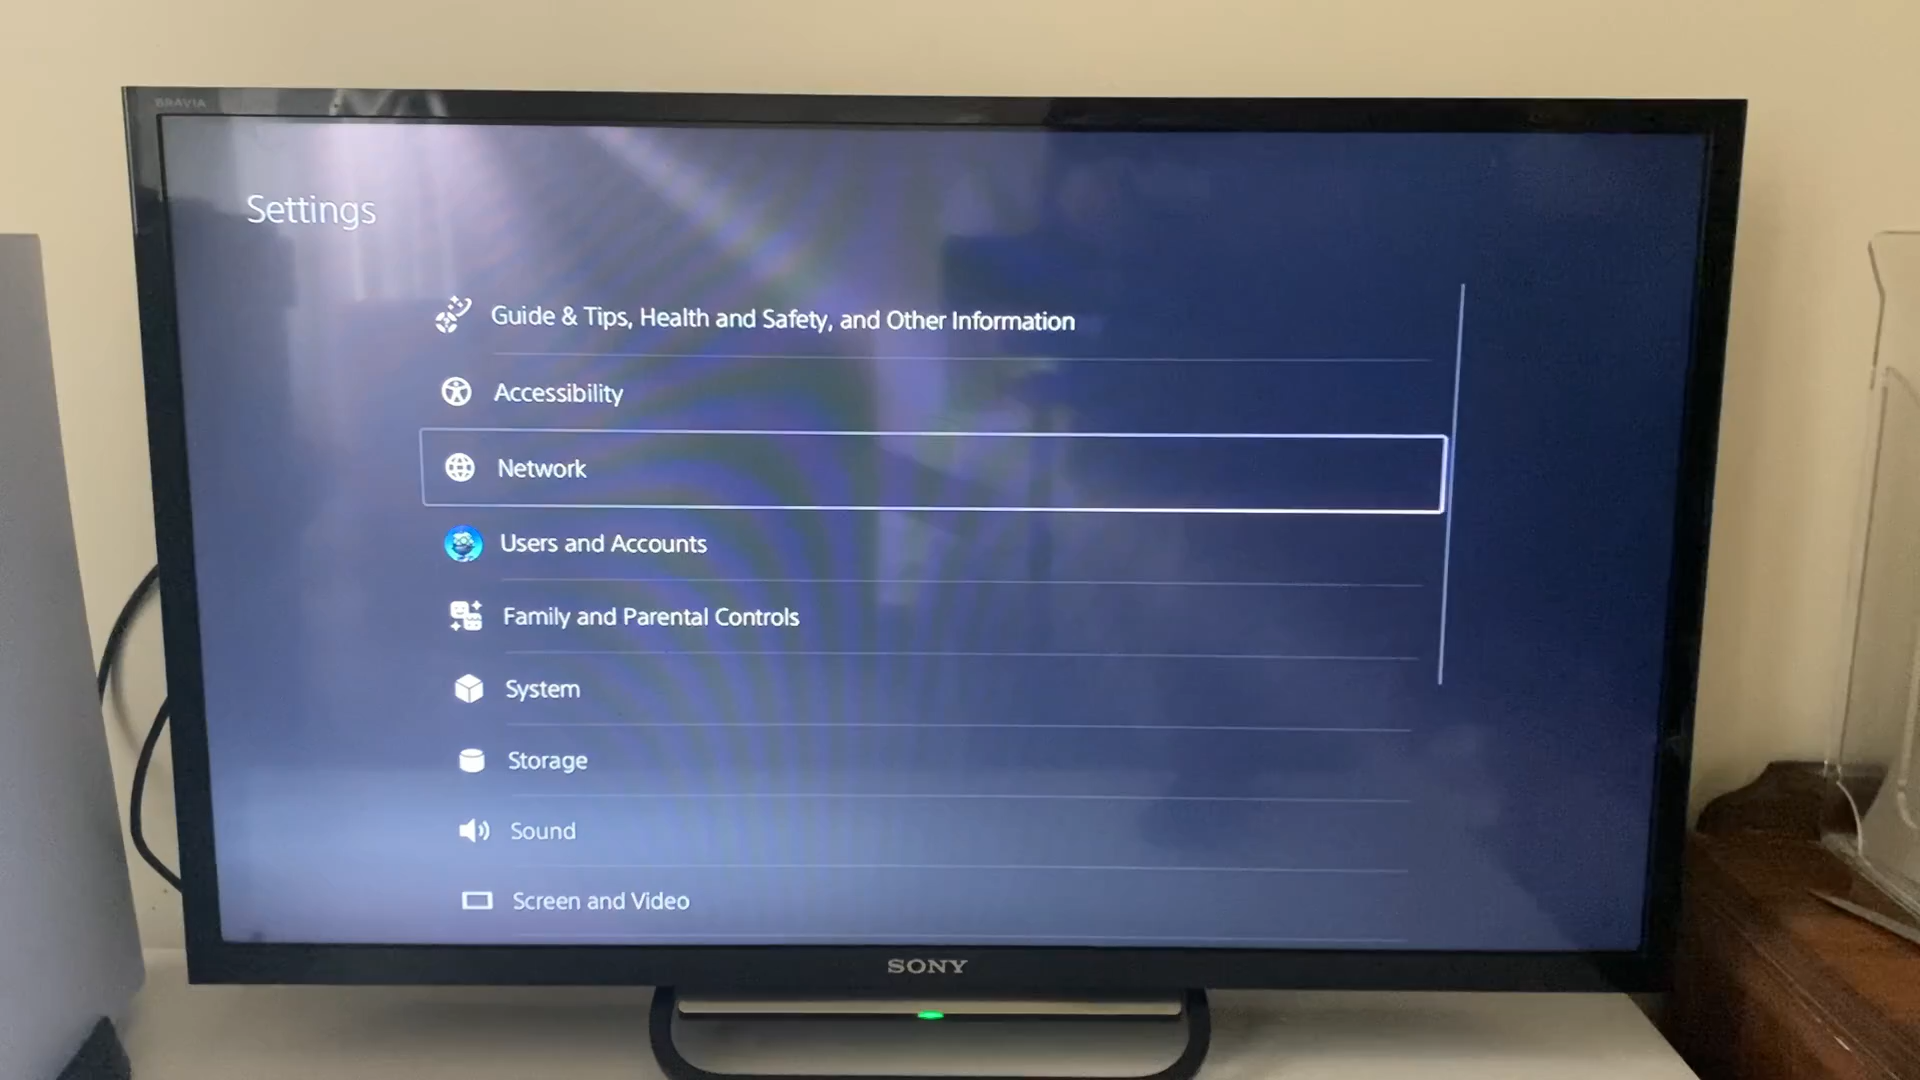 BRAVIA
Settings
Guide & Tips, Health and Safety, and Other Information
Accessibility
Network
Users and Accounts
Family and Parental Controls
System
Storage
Sound
Screen and Video
SONY